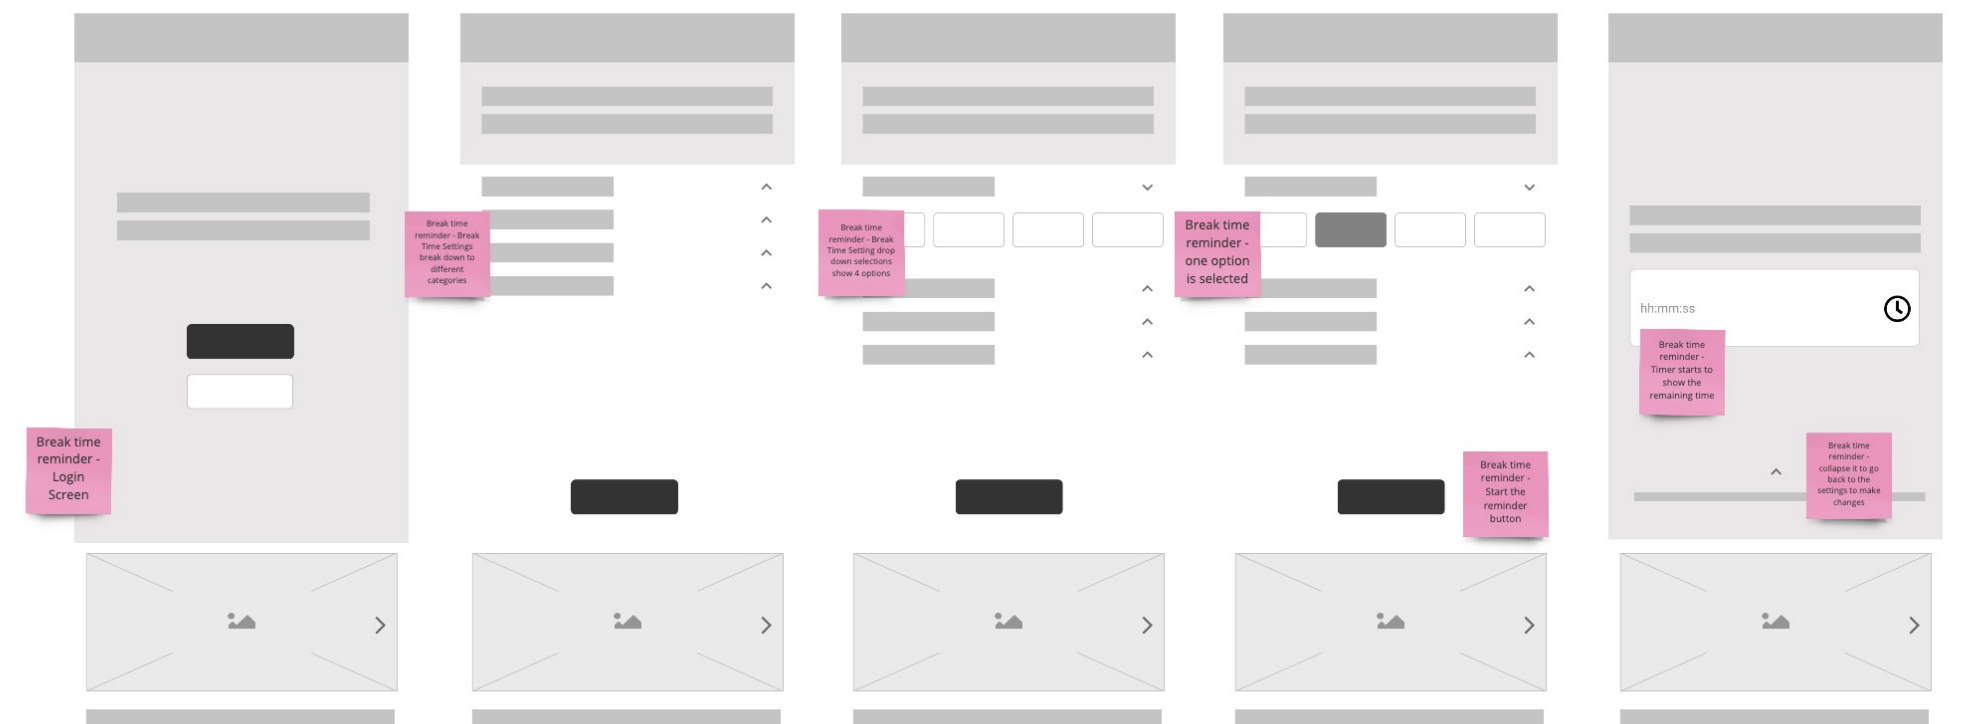 Break time
reminder -
Login
Screen
Break time
reminder - Break
Time Settings
break down to
different
categories
Break time
reminder - Break
Time Setting drop
down selections
show 4 options
Break time
reminder -
one option
is selected
Break time
reminder -
Start the
reminder
button
hh:mm:ss
Break time
reminder -
Timer starts to
show the
remaining time
Break time
reminder -
collapse it to go
back to the
settings to make
changes